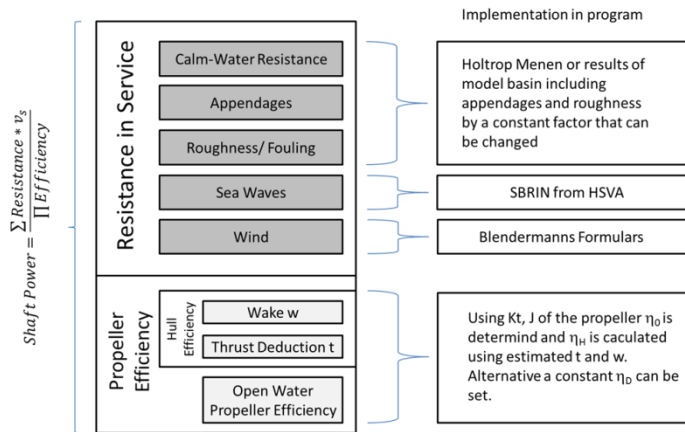 Implementation in program
Shaft Power = ∑ Resistance * vₛ / ∏ Efficiency
Resistance in Service
Calm-Water Resistance
Appendages
Roughness/ Fouling
Sea Waves
Wind
Holtrop Menen or results of
model basin including
appendages and roughness
by a constant factor that can
be changed
SBRIN from HSVA
Blendermanns Formulars
Propeller
Efficiency
Hull
Efficiency
Wake w
Thrust Deduction t
Open Water
Propeller Efficiency
Using Kt, J of the propeller η₀ is
determind and ηH is caculated
using estimated t and w.
Alternative a constant ηD can be
set.